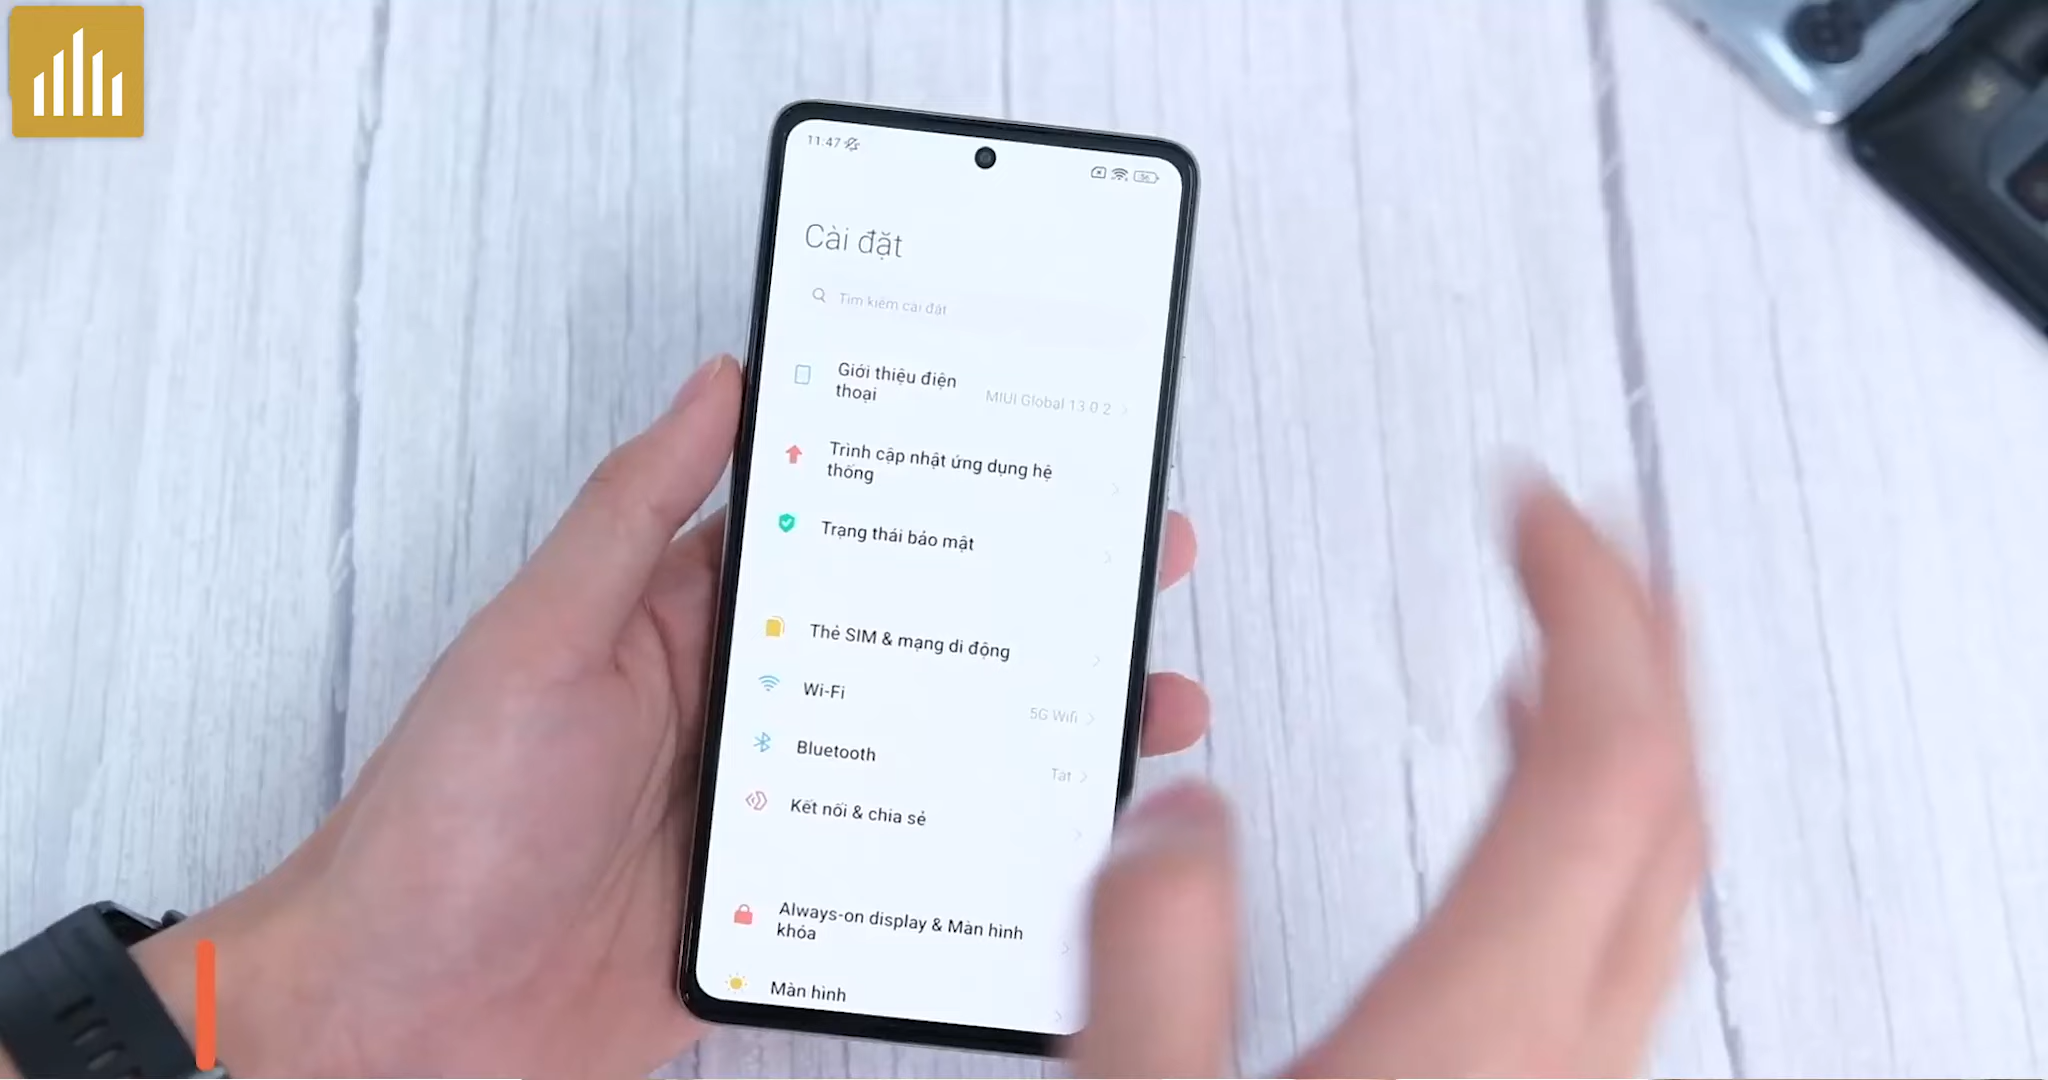 11:47
56
Cài đặt
Tìm kiếm cài đặt
Giới thiệu điện
thoại
MIUI Global 13.0.2
Trình cập nhật ứng dụng hệ
thống
Trạng thái bảo mật
Thẻ SIM & mạng di động
Wi-Fi
5G Wifi
Bluetooth
Tắt
Kết nối & chia sẻ
Always-on display & Màn hình
khóa
Màn hình